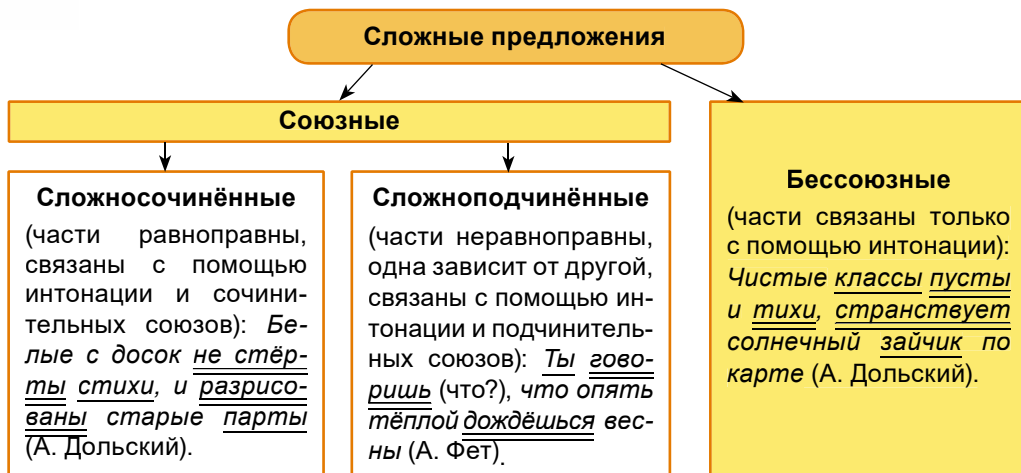 Сложные предложения
Союзные
Сложносочинённые
(части равноправны,
связаны с помощью
интонации и сочини-
тельных союзов): Бе-
лые с досок не стёр-
ты стихи, и разрисо-
ваны старые парты
(А. Дольский).
Сложноподчинённые
(части неравноправны,
одна зависит от другой,
связаны с помощью ин-
тонации и подчинитель-
ных союзов): Ты гово-
ришь (что?), что опять
тёплой дождёшься вес-
ны (А. Фет).
Бессоюзные
(части связаны только
с помощью интонации):
Чистые классы пусты
и тихи, странствует
солнечный зайчик по
карте (А. Дольский).